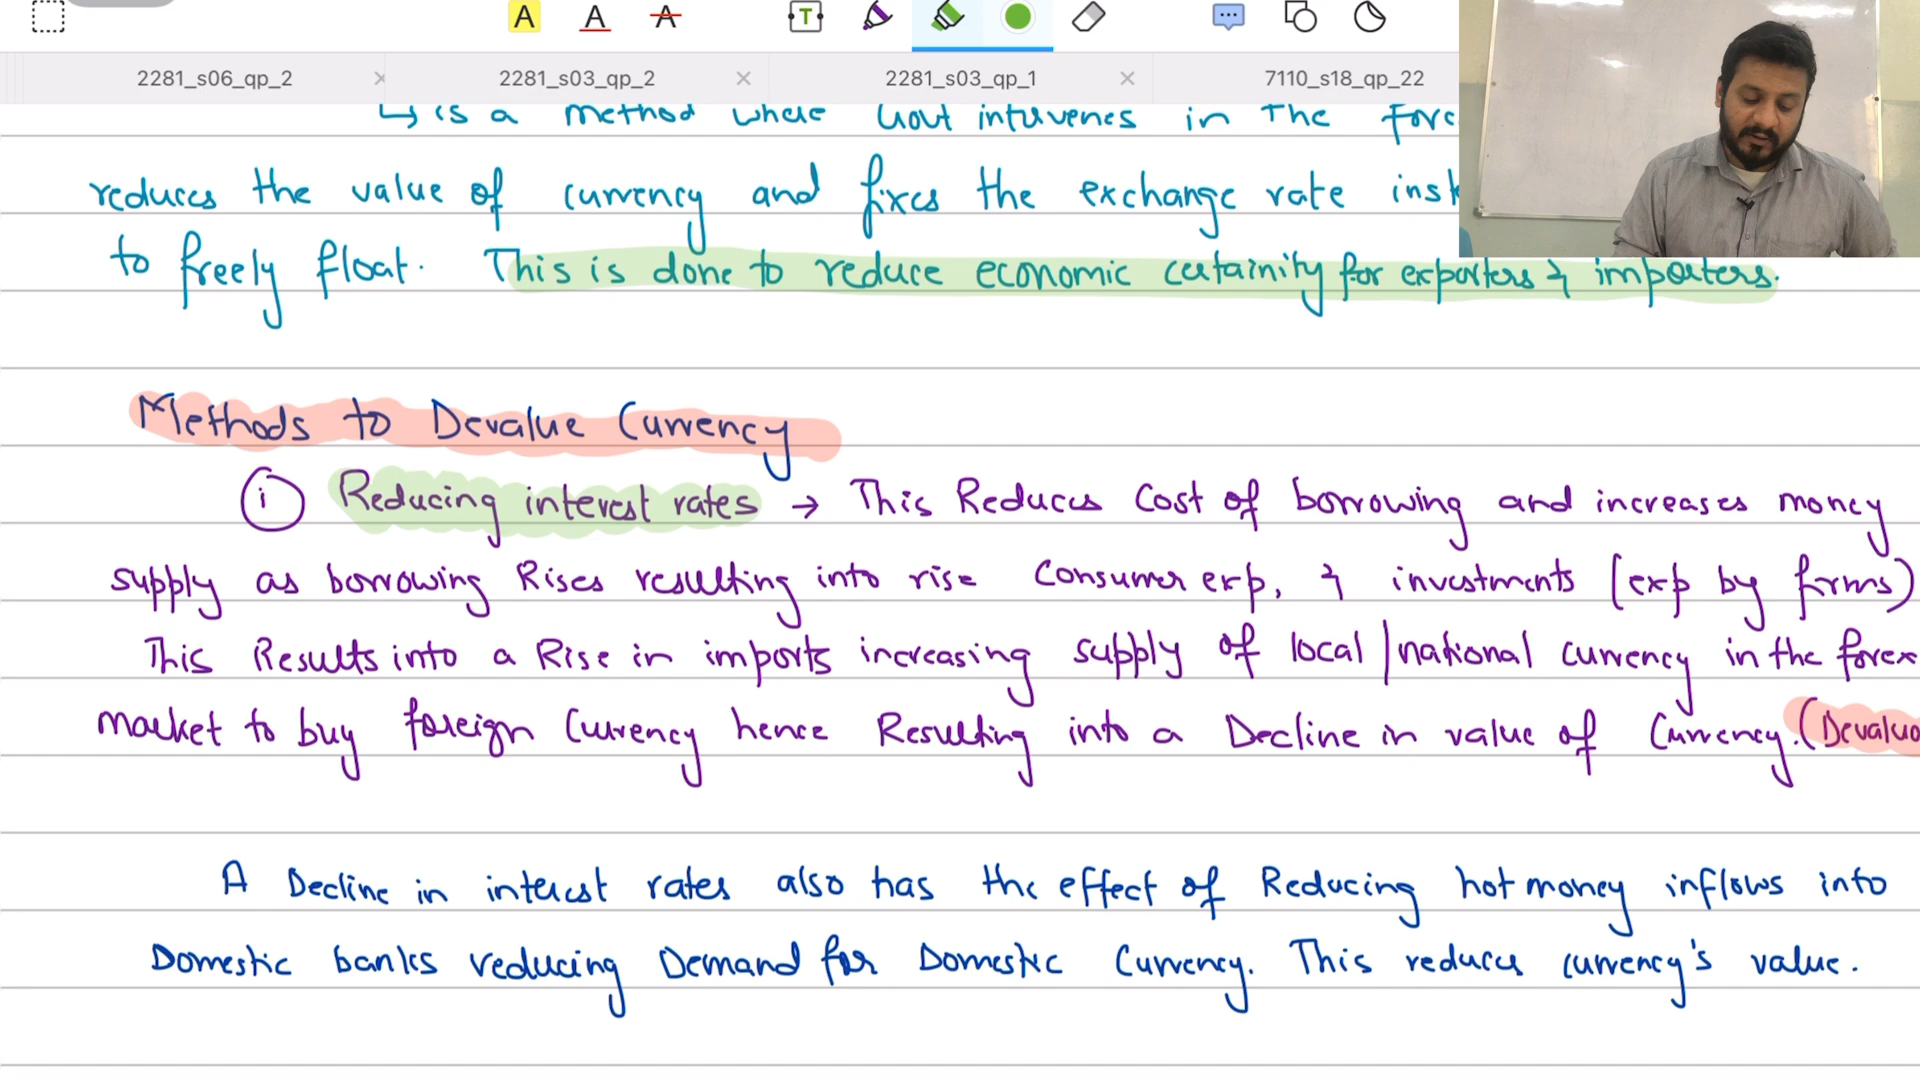 A A A T
2281_s06_qp_2 2281_s03_qp_2 2281_s03_qp_1 7110_s18_qp_22
↳ is a method where Govt intervenes in the forc
reduces the value of currency and fixes the exchange rate inst
to freely float. This is done to reduce economic certainity for exporters & importers.
Methods to Devalue Currency
(i) Reducing interest rates → This Reduces Cost of borrowing and increases money
supply as borrowing Rises resulting into rise Consumer exp, & investments (exp by firms)
This Results into a Rise in imports increasing supply of local/national currency in the forex
market to buy foreign Currency hence Resulting into a Decline in value of Currency. (Devalua
A Decline in interest rates also has the effect of Reducing hot money inflows into
Domestic banks reducing Demand for Domestic Currency. This reduces currency's value.